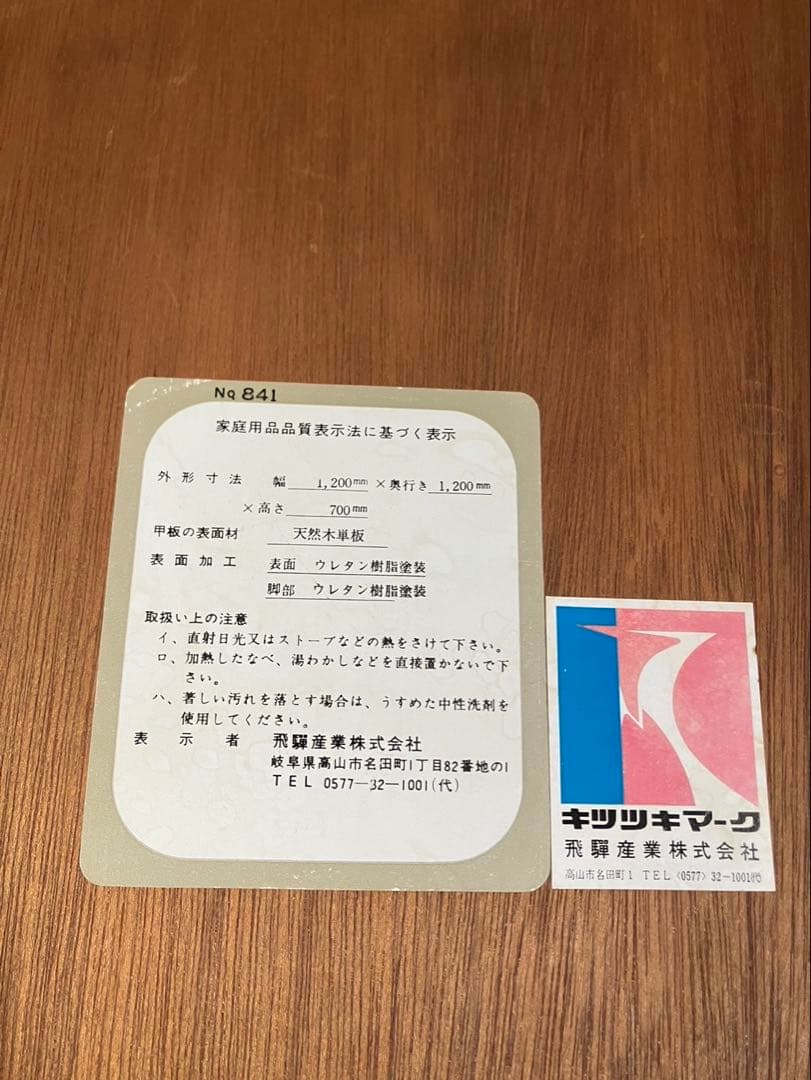 No 841
家庭用品品質表示法に基づく表示
外形寸法 幅 1,200mm ×奥行き 1,200mm
×高さ 700mm
甲板の表面材 天然木単板
表面加工 表面 ウレタン樹脂塗装
脚部 ウレタン樹脂塗装
取扱い上の注意
イ、直射日光又はストーブなどの熱をさけて下さい。
ロ、加熱したなべ、湯わかしなどを直接置かないで下
さい。
ハ、著しい汚れを落とす場合は、うすめた中性洗剤を
使用してください。
表示者 飛驒産業株式会社
岐阜県高山市名田町1丁目82番地の1
TEL 0577-32-1001(代)
キツツキマーク
飛驒産業株式会社
高山市名田町1 TEL〈0577〉32-1001代